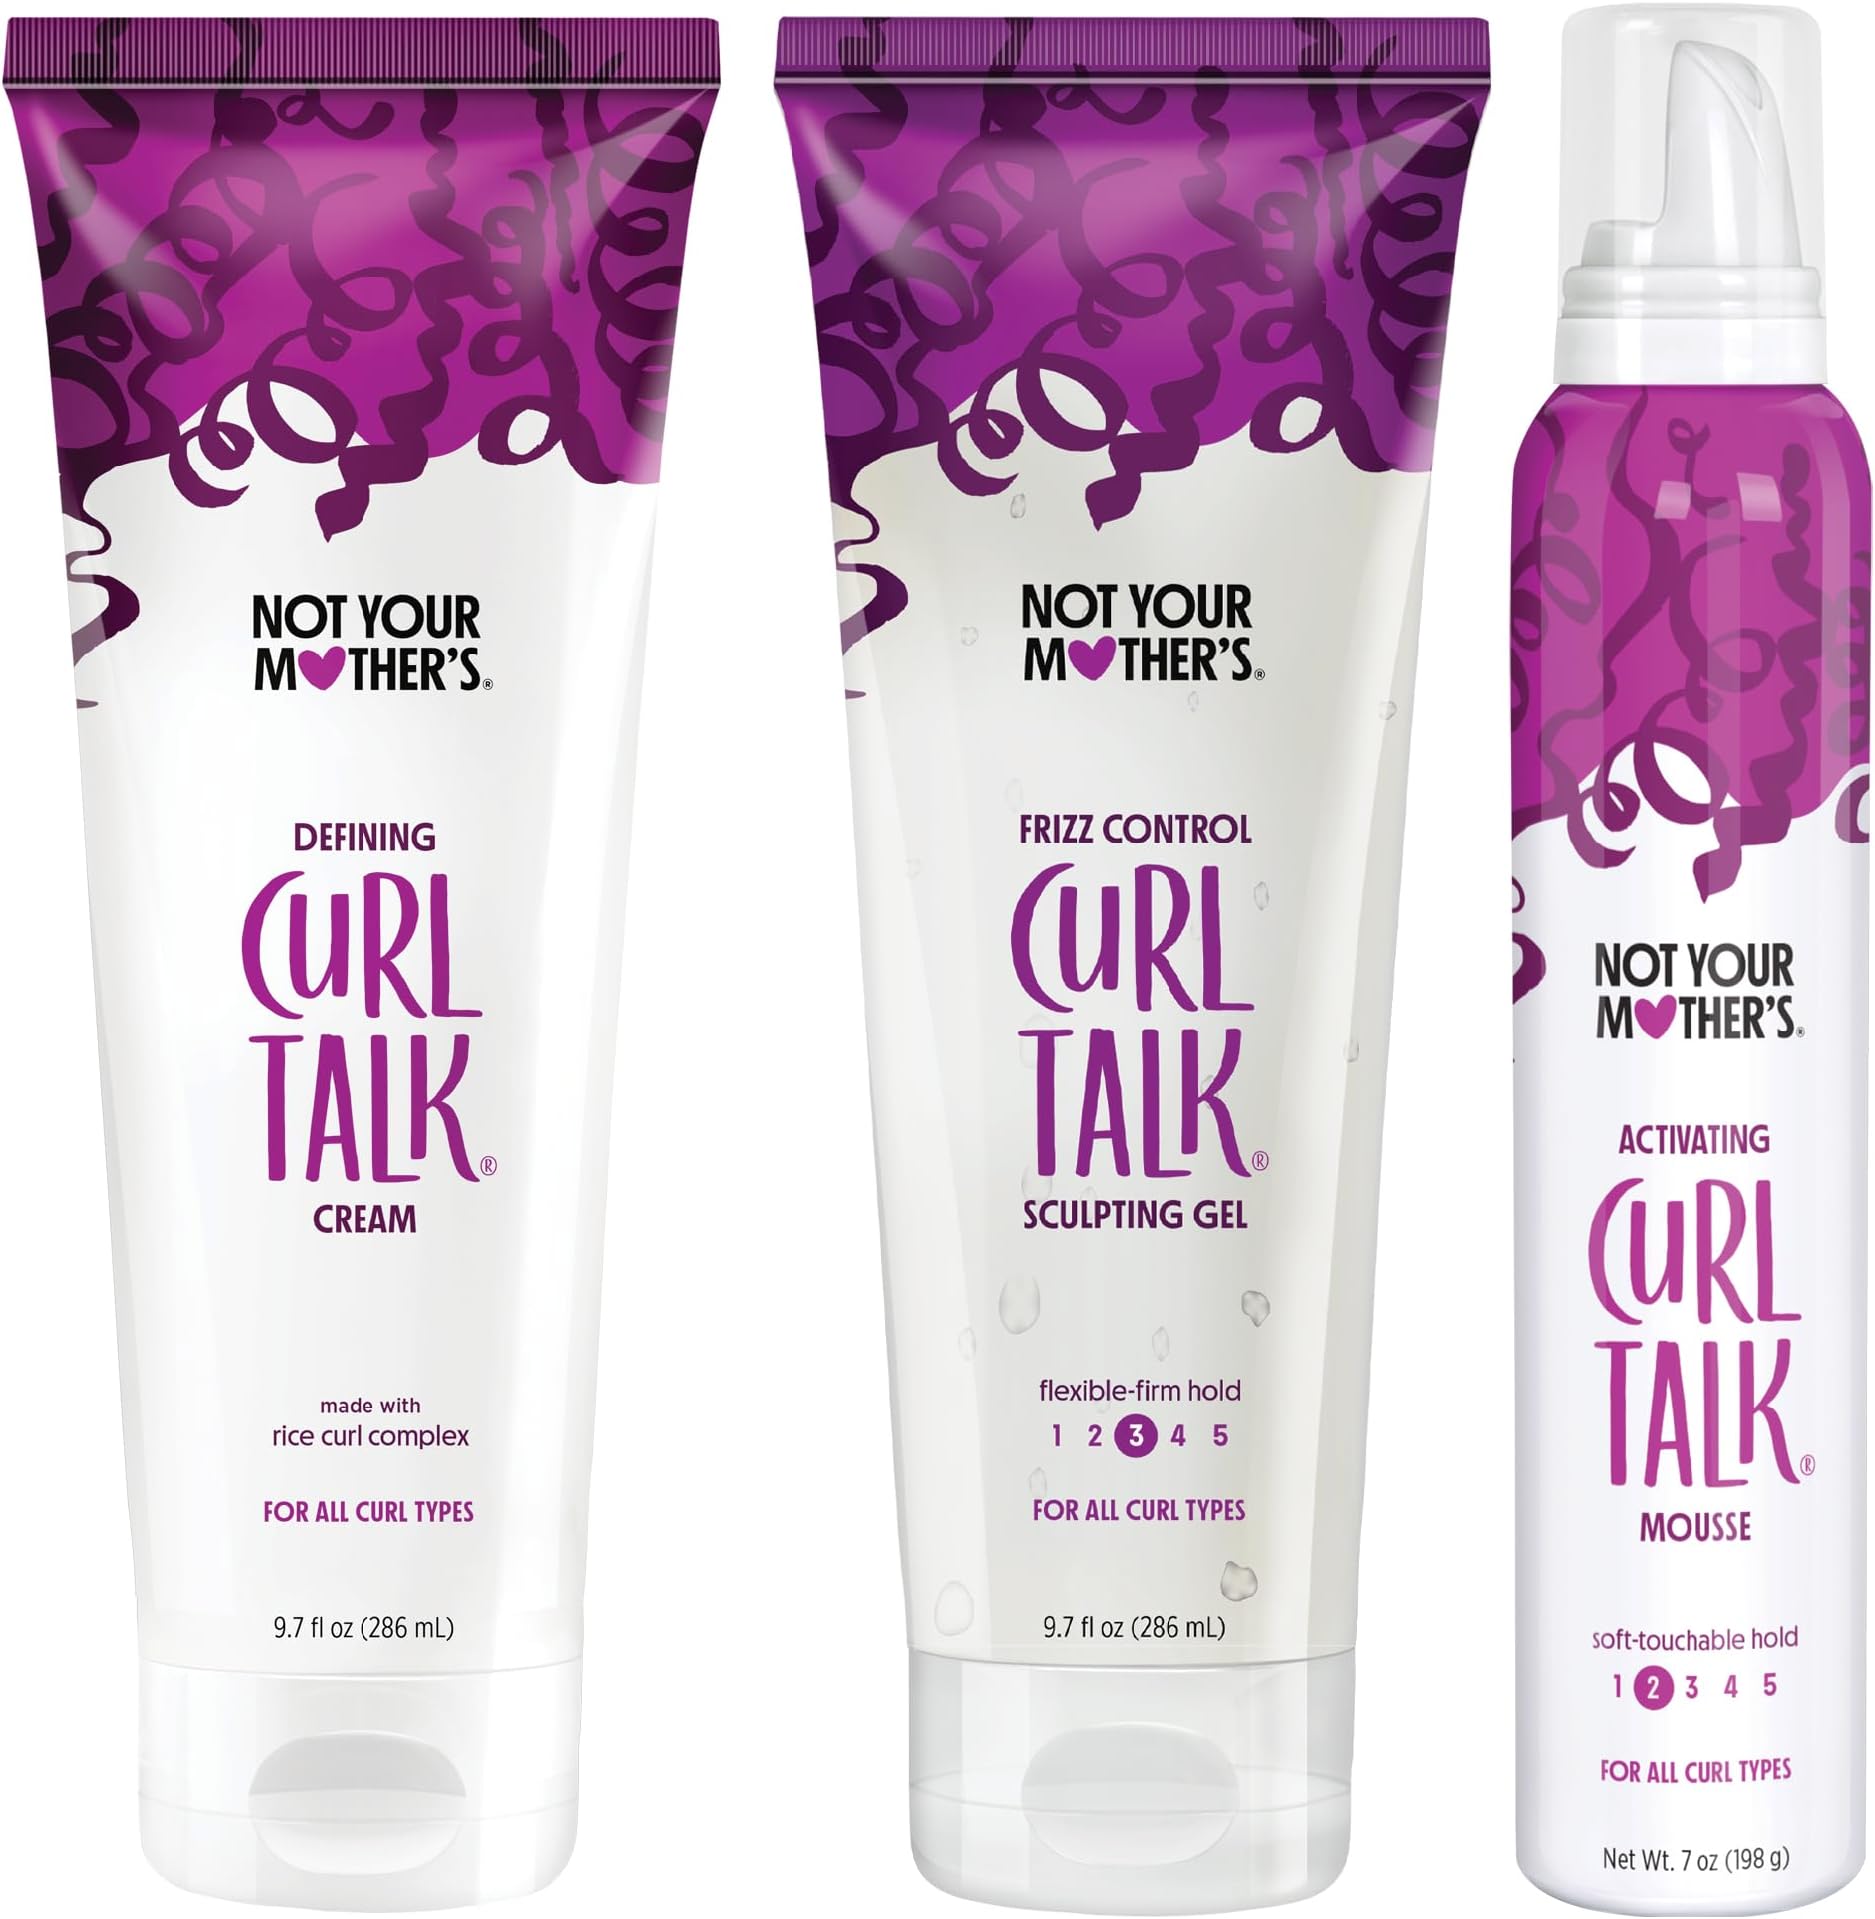 NOT YOUR
MOTHER'S®
DEFINING
CURL
TALK®
CREAM
made with
rice curl complex
FOR ALL CURL TYPES
9.7 fl oz (286 mL)
NOT YOUR
MOTHER'S®
FRIZZ CONTROL
CURL
TALK®
SCULPTING GEL
flexible-firm hold
1 2 3 4 5
FOR ALL CURL TYPES
9.7 fl oz (286 mL)
NOT YOUR
MOTHER'S®
ACTIVATING
CURL
TALK®
MOUSSE
soft-touchable hold
1 2 3 4 5
FOR ALL CURL TYPES
Net Wt. 7 oz (198 g)